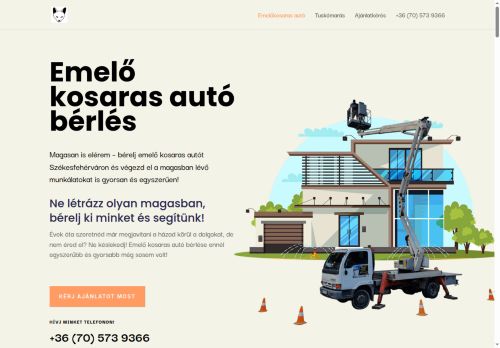 Emelőkosaras autó
Tuskómarás
Ajánlatkérés
+36 (70) 573 9366
Emelő
kosaras autó
bérlés
Magasan is elérem – bérelj emelő kosaras autót
Székesfehérváron és végezd el a magasban lévő
munkálatokat is gyorsan és egyszerűen!
Ne létrázz olyan magasban,
bérelj ki minket és segítünk!
Évek óta szeretnéd már megjavítani a házad körül a dolgokat, de
nem éred el? Ne késlekedj! Emelő kosaras autó bérlése ennél
egyszerűbb és gyorsabb még sosem volt!
KÉRJ AJÁNLATOT MOST
HÍVJ MINKET TELEFONON!
+36 (70) 573 9366